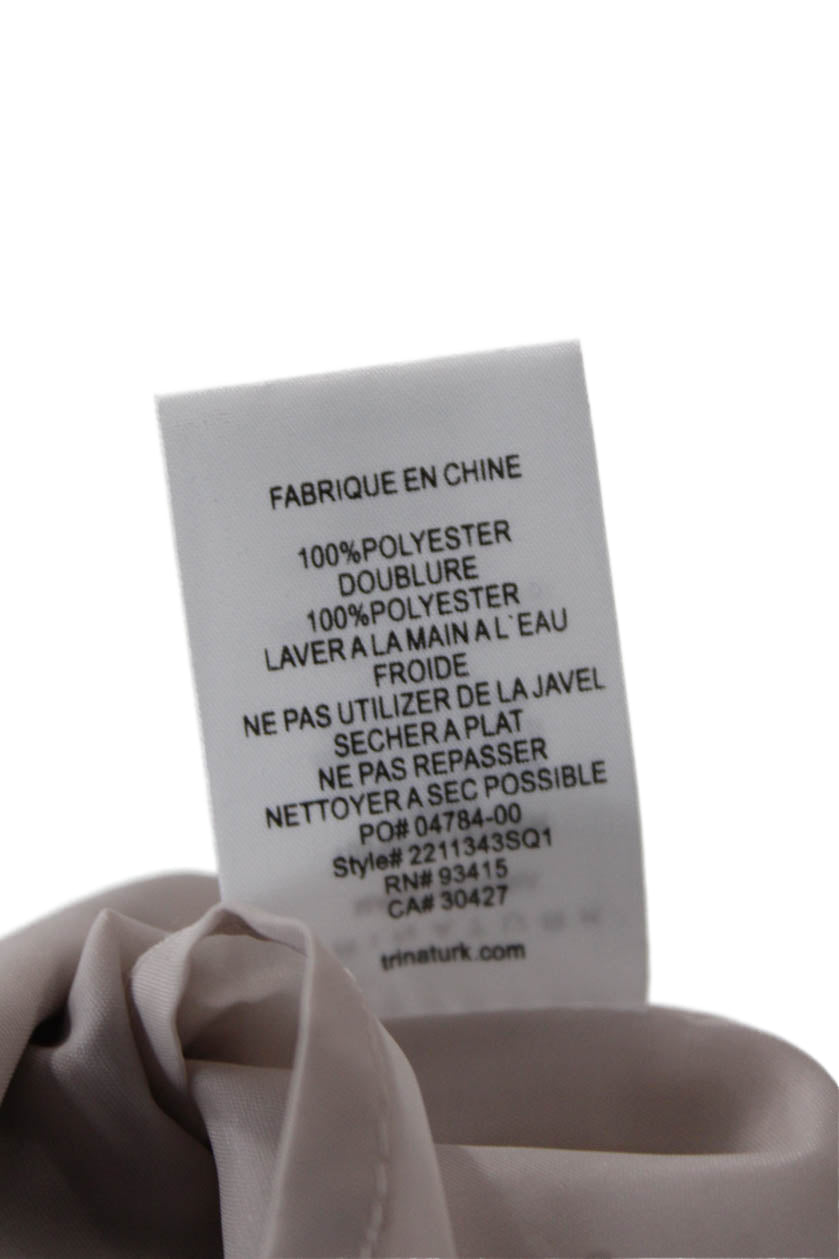 FABRIQUE EN CHINE
100%POLYESTER
DOUBLURE
100%POLYESTER
LAVER A LA MAIN A L`EAU
FROIDE
NE PAS UTILIZER DE LA JAVEL
SECHER A PLAT
NE PAS REPASSER
NETTOYER A SEC POSSIBLE
PO# 04784-00
Style# 2211343SQ1
RN# 93415
CA# 30427
trinaturk.com